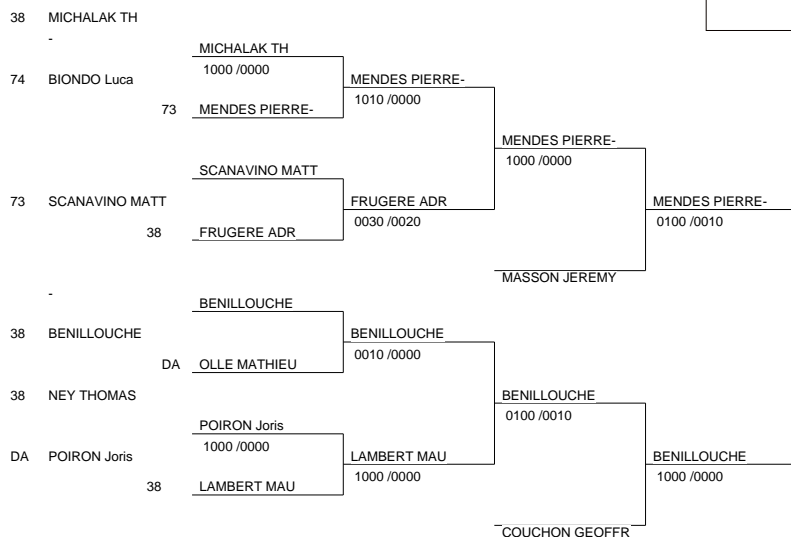 38 MICHALAK TH
-
MICHALAK TH
1000 /0000
74 BIONDO Luca
MENDES PIERRE-
1010 /0000
73 MENDES PIERRE-
MENDES PIERRE-
1000 /0000
SCANAVINO MATT
73 SCANAVINO MATT
FRUGERE ADR
0030 /0020
MENDES PIERRE-
0100 /0010
38 FRUGERE ADR
MASSON JEREMY
-
BENILLOUCHE
38 BENILLOUCHE
BENILLOUCHE
0010 /0000
DA OLLE MATHIEU
38 NEY THOMAS
BENILLOUCHE
0100 /0010
POIRON Joris
1000 /0000
DA POIRON Joris
LAMBERT MAU
1000 /0000
BENILLOUCHE
1000 /0000
38 LAMBERT MAU
COUCHON GEOFFR